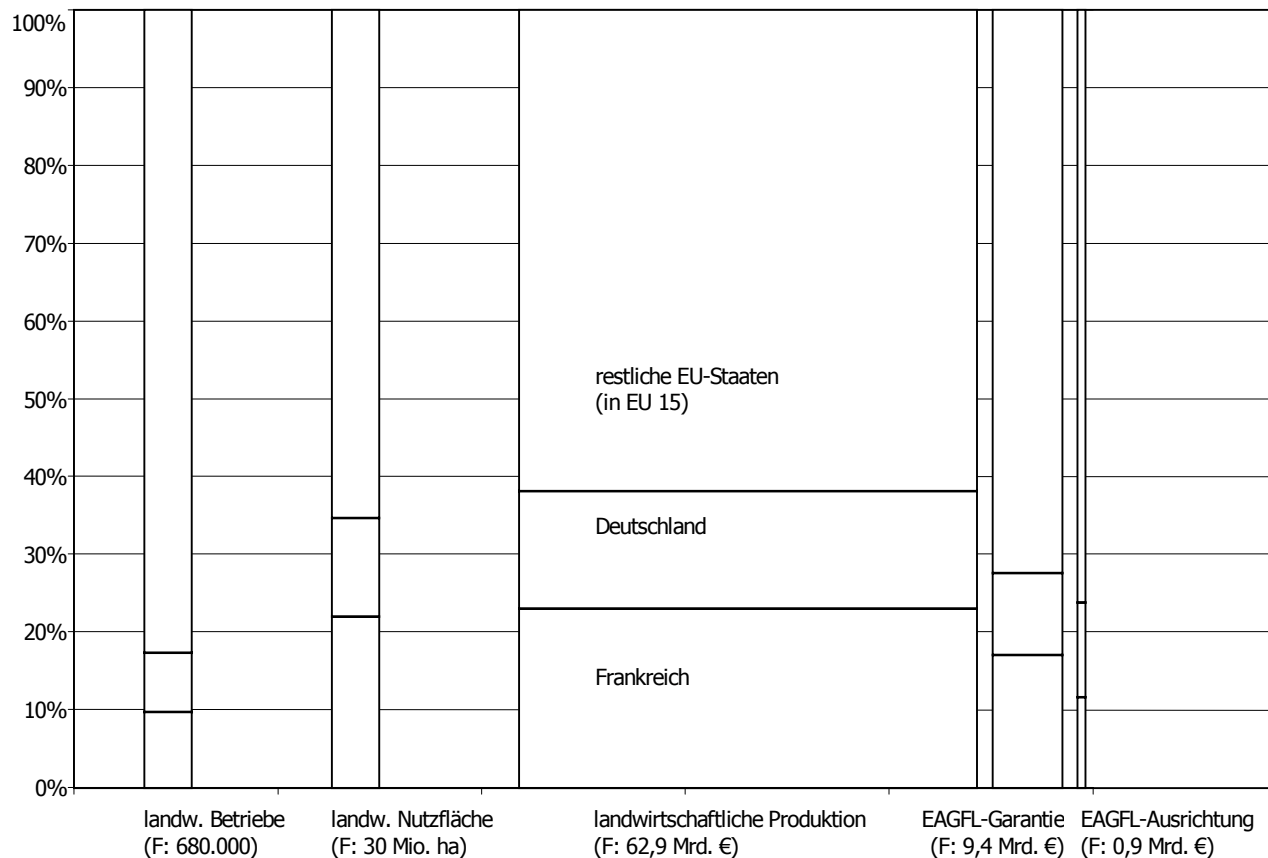 100%
90%
80%
70%
60%
50%
40%
30%
20%
10%
0%
restliche EU-Staaten
(in EU 15)
Deutschland
Frankreich
landw. Betriebe
(F: 680.000)
landw. Nutzfläche
(F: 30 Mio. ha)
landwirtschaftliche Produktion
(F: 62,9 Mrd. €)
EAGFL-Garantie
(F: 9,4 Mrd. €)
EAGFL-Ausrichtung
(F: 0,9 Mrd. €)